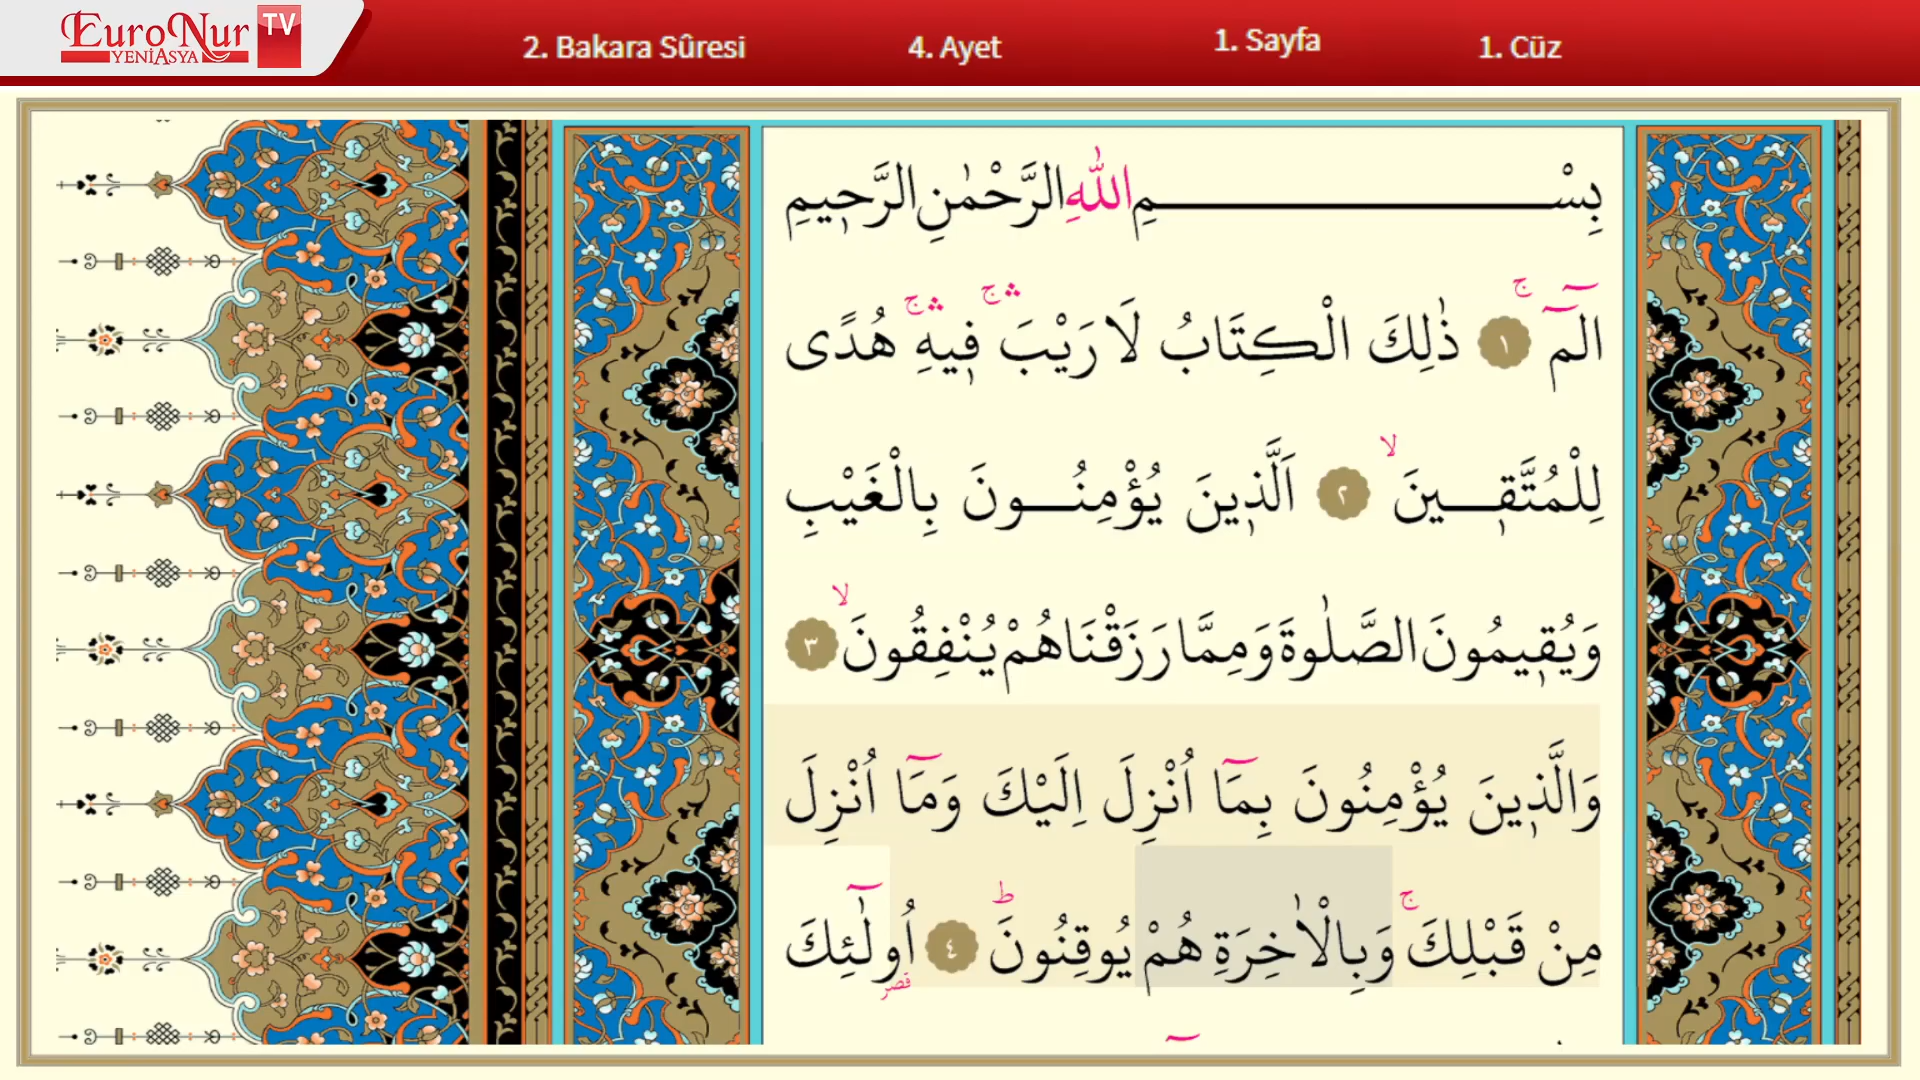 EuroNur TV
YENİASYA
2. Bakara Sûresi 4. Ayet 1. Sayfa 1. Cüz
بِسْمِ اللّٰهِ الرَّحْمٰنِ الرَّحٖيمِ
الٓمٓ ۚ ﴿١﴾ ذٰلِكَ الْكِتَابُ لَا رَيْبَ ۚۛ فٖيهِ ۚۛ هُدًى
لِلْمُتَّقٖينَ ۙ ﴿٢﴾ اَلَّذٖينَ يُؤْمِنُونَ بِالْغَيْبِ
وَيُقٖيمُونَ الصَّلٰوةَ وَمِمَّا رَزَقْنَاهُمْ يُنْفِقُونَ ۙ ﴿٣﴾
وَالَّذٖينَ يُؤْمِنُونَ بِمَٓا اُنْزِلَ اِلَيْكَ وَمَٓا اُنْزِلَ
مِنْ قَبْلِكَ ۚ وَبِالْاٰخِرَةِ هُمْ يُوقِنُونَ ؕ ﴿٤﴾ اُولٰٓئِكَ
قصر